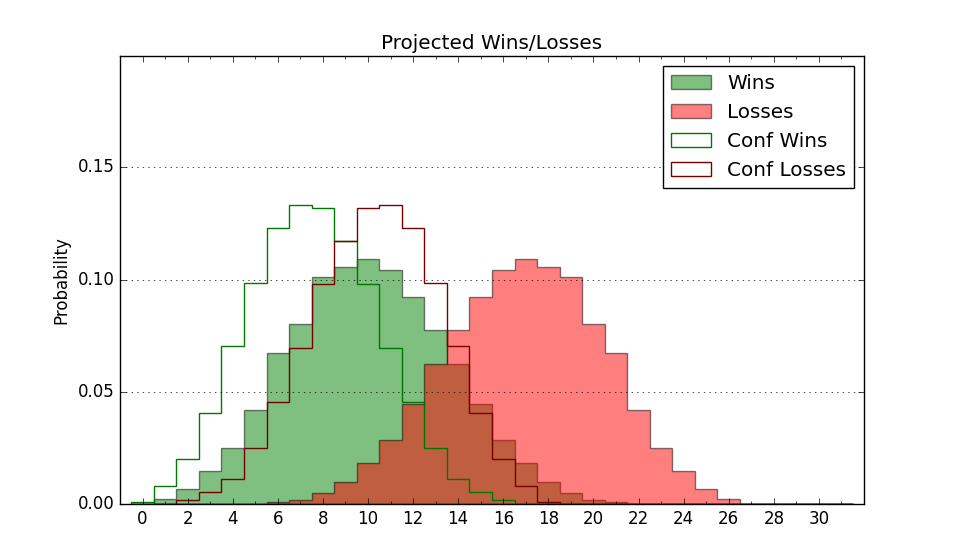 Projected Wins/Losses
Wins
Losses
Conf Wins
Conf Losses
Probability
0.15
0.10
0.05
0.00
0 2 4 6 8 10 12 14 16 18 20 22 24 26 28 30